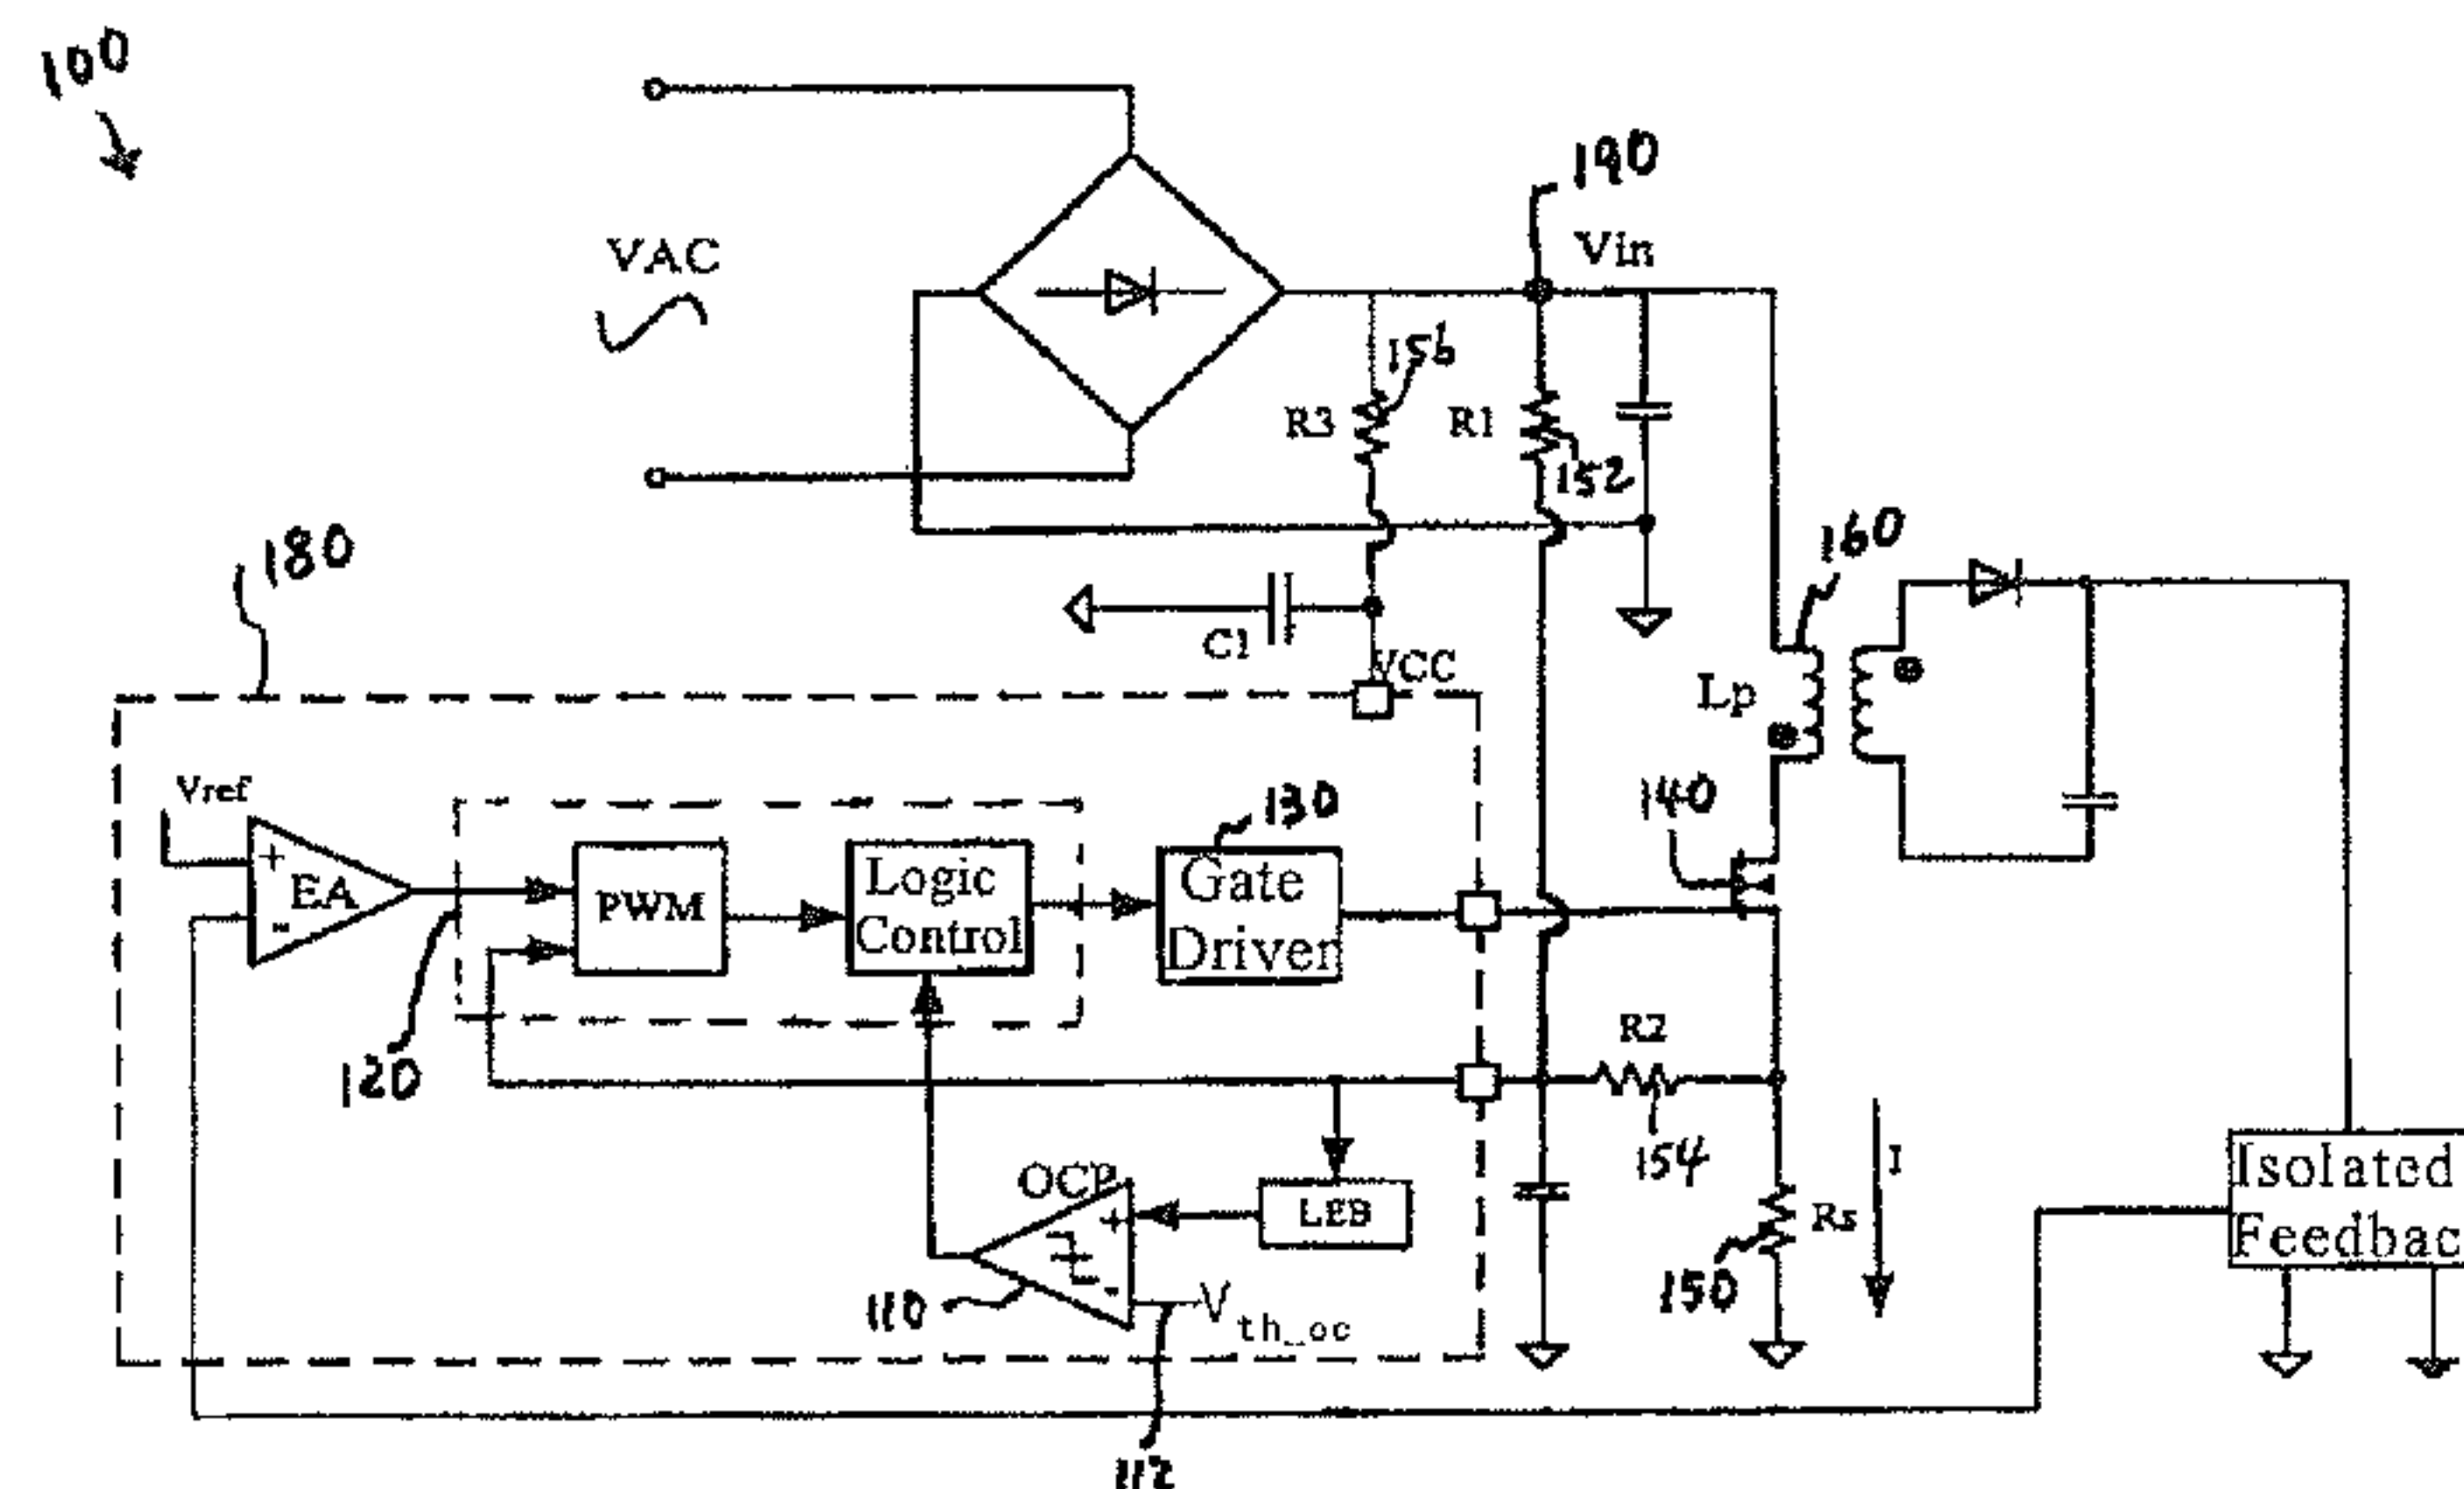 100
190
VAC
Vin
156
R3
R1
152
180
160
C1
VCC
Lp
Vref
130
140
+
EA
-
PWM
Logic
Control
Gate
Driver
120
R2
154
OCP
+
LEB
Rs
I
-
110
V
th_oc
150
Isolated
Feedbac
112